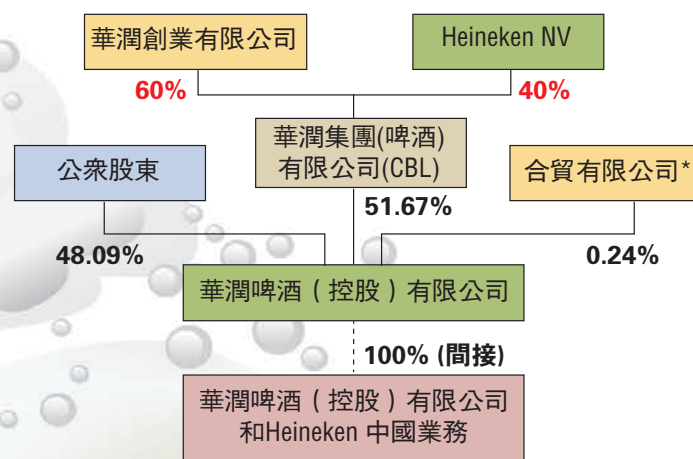 華潤創業有限公司
Heineken NV
60%
40%
公衆股東
華潤集團(啤酒)
有限公司(CBL)
合貿有限公司*
51.67%
48.09%
0.24%
華潤啤酒（控股）有限公司
100% (間接)
華潤啤酒（控股）有限公司
和Heineken 中國業務